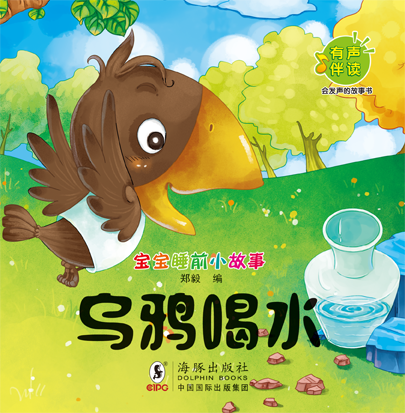 有声
伴读
会发声的故事书
宝宝睡前小故事
郑毅 编
乌鸦喝水
海豚出版社
DOLPHIN BOOKS
CIPG 中国国际出版集团